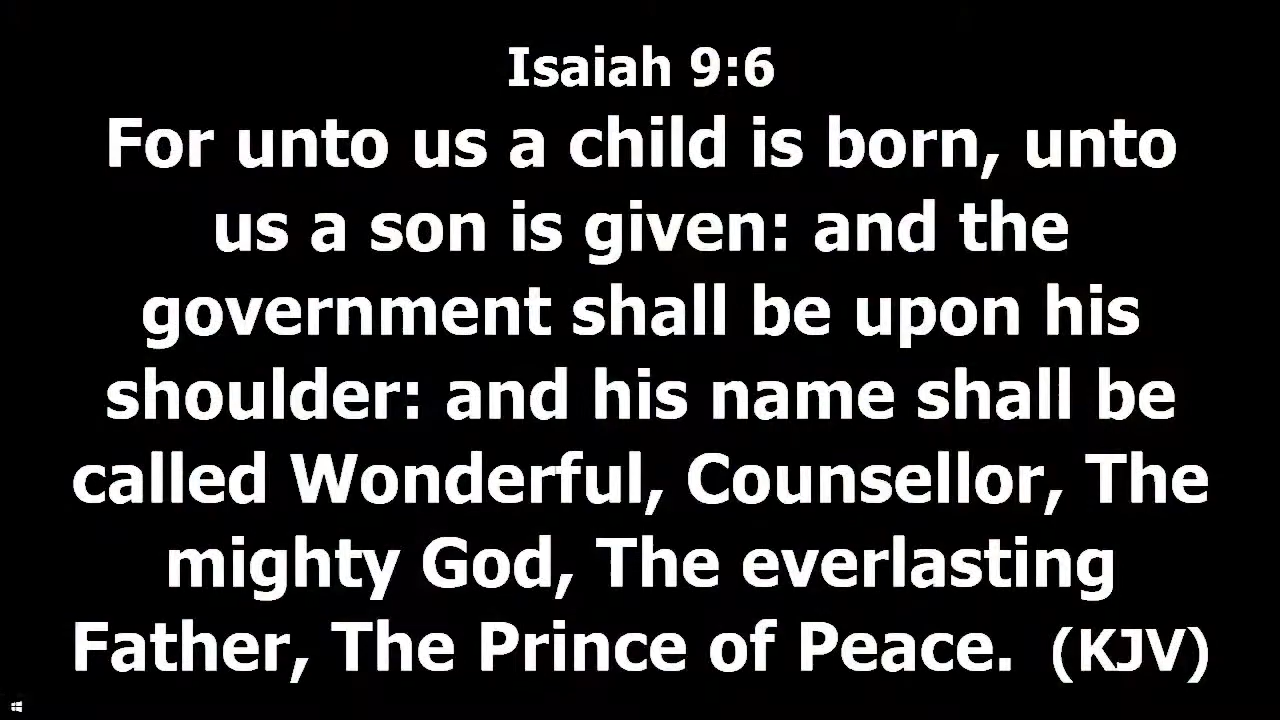 Isaiah 9:6
For unto us a child is born, unto
us a son is given: and the
government shall be upon his
shoulder: and his name shall be
called Wonderful, Counsellor, The
mighty God, The everlasting
Father, The Prince of Peace. (KJV)